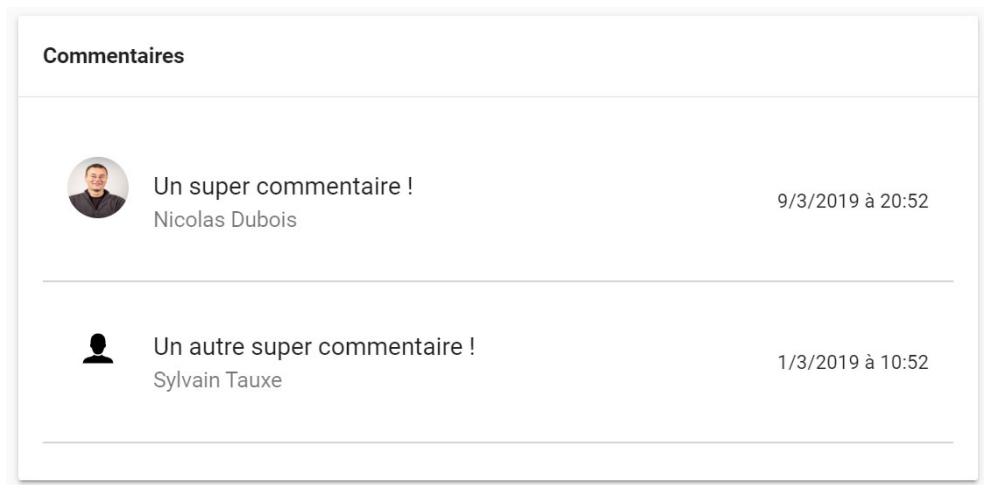 Commentaires
Un super commentaire !
Nicolas Dubois
9/3/2019 à 20:52
Un autre super commentaire !
Sylvain Tauxe
1/3/2019 à 10:52